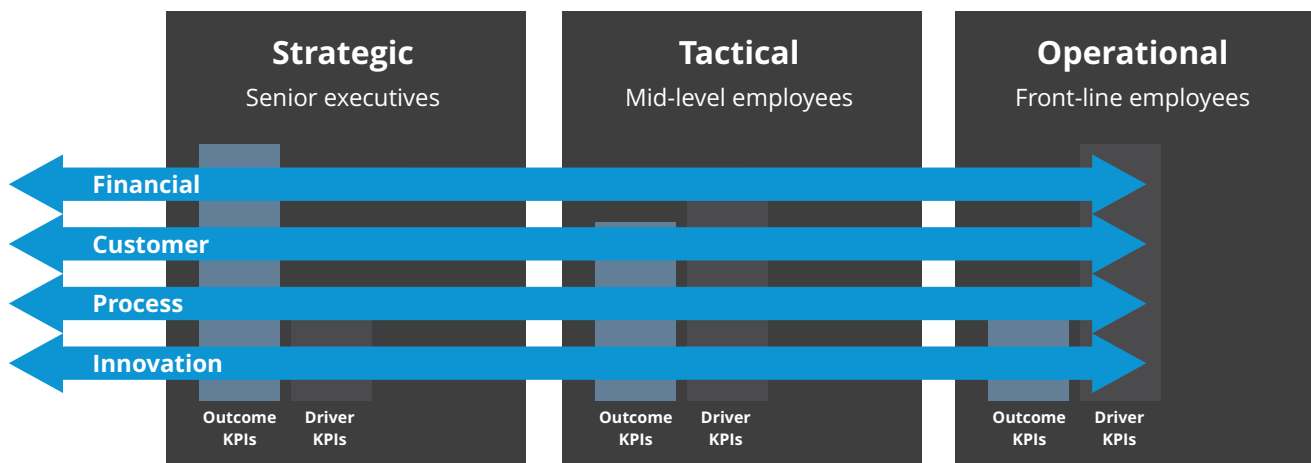 Strategic
Senior executives
Tactical
Mid-level employees
Operational
Front-line employees
Financial
Customer
Process
Innovation
Outcome
KPIs
Driver
KPIs
Outcome
KPIs
Driver
KPIs
Outcome
KPIs
Driver
KPIs